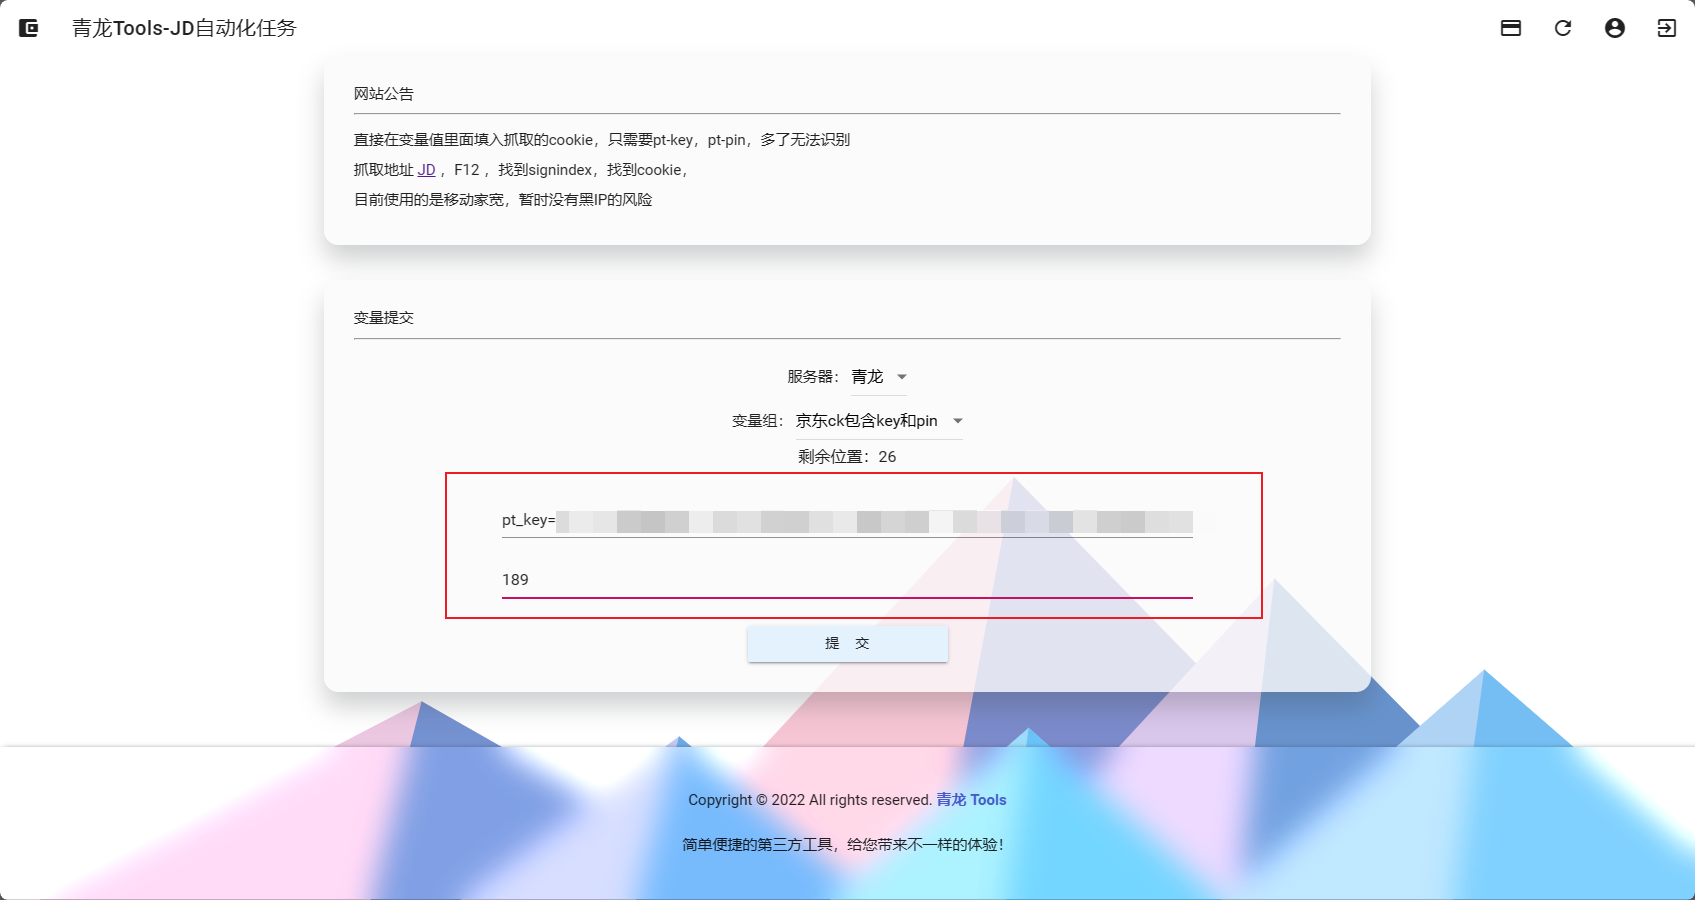 青龙Tools-JD自动化任务
网站公告
直接在变量值里面填入抓取的cookie，只需要pt-key，pt-pin，多了无法识别
抓取地址 JD ，F12 ，找到signindex，找到cookie，
目前使用的是移动家宽，暂时没有黑IP的风险
变量提交
服务器： 青龙
变量组： 京东ck包含key和pin
剩余位置：26
pt_key=
189
提 交
Copyright © 2022 All rights reserved. 青龙 Tools
简单便捷的第三方工具，给您带来不一样的体验！